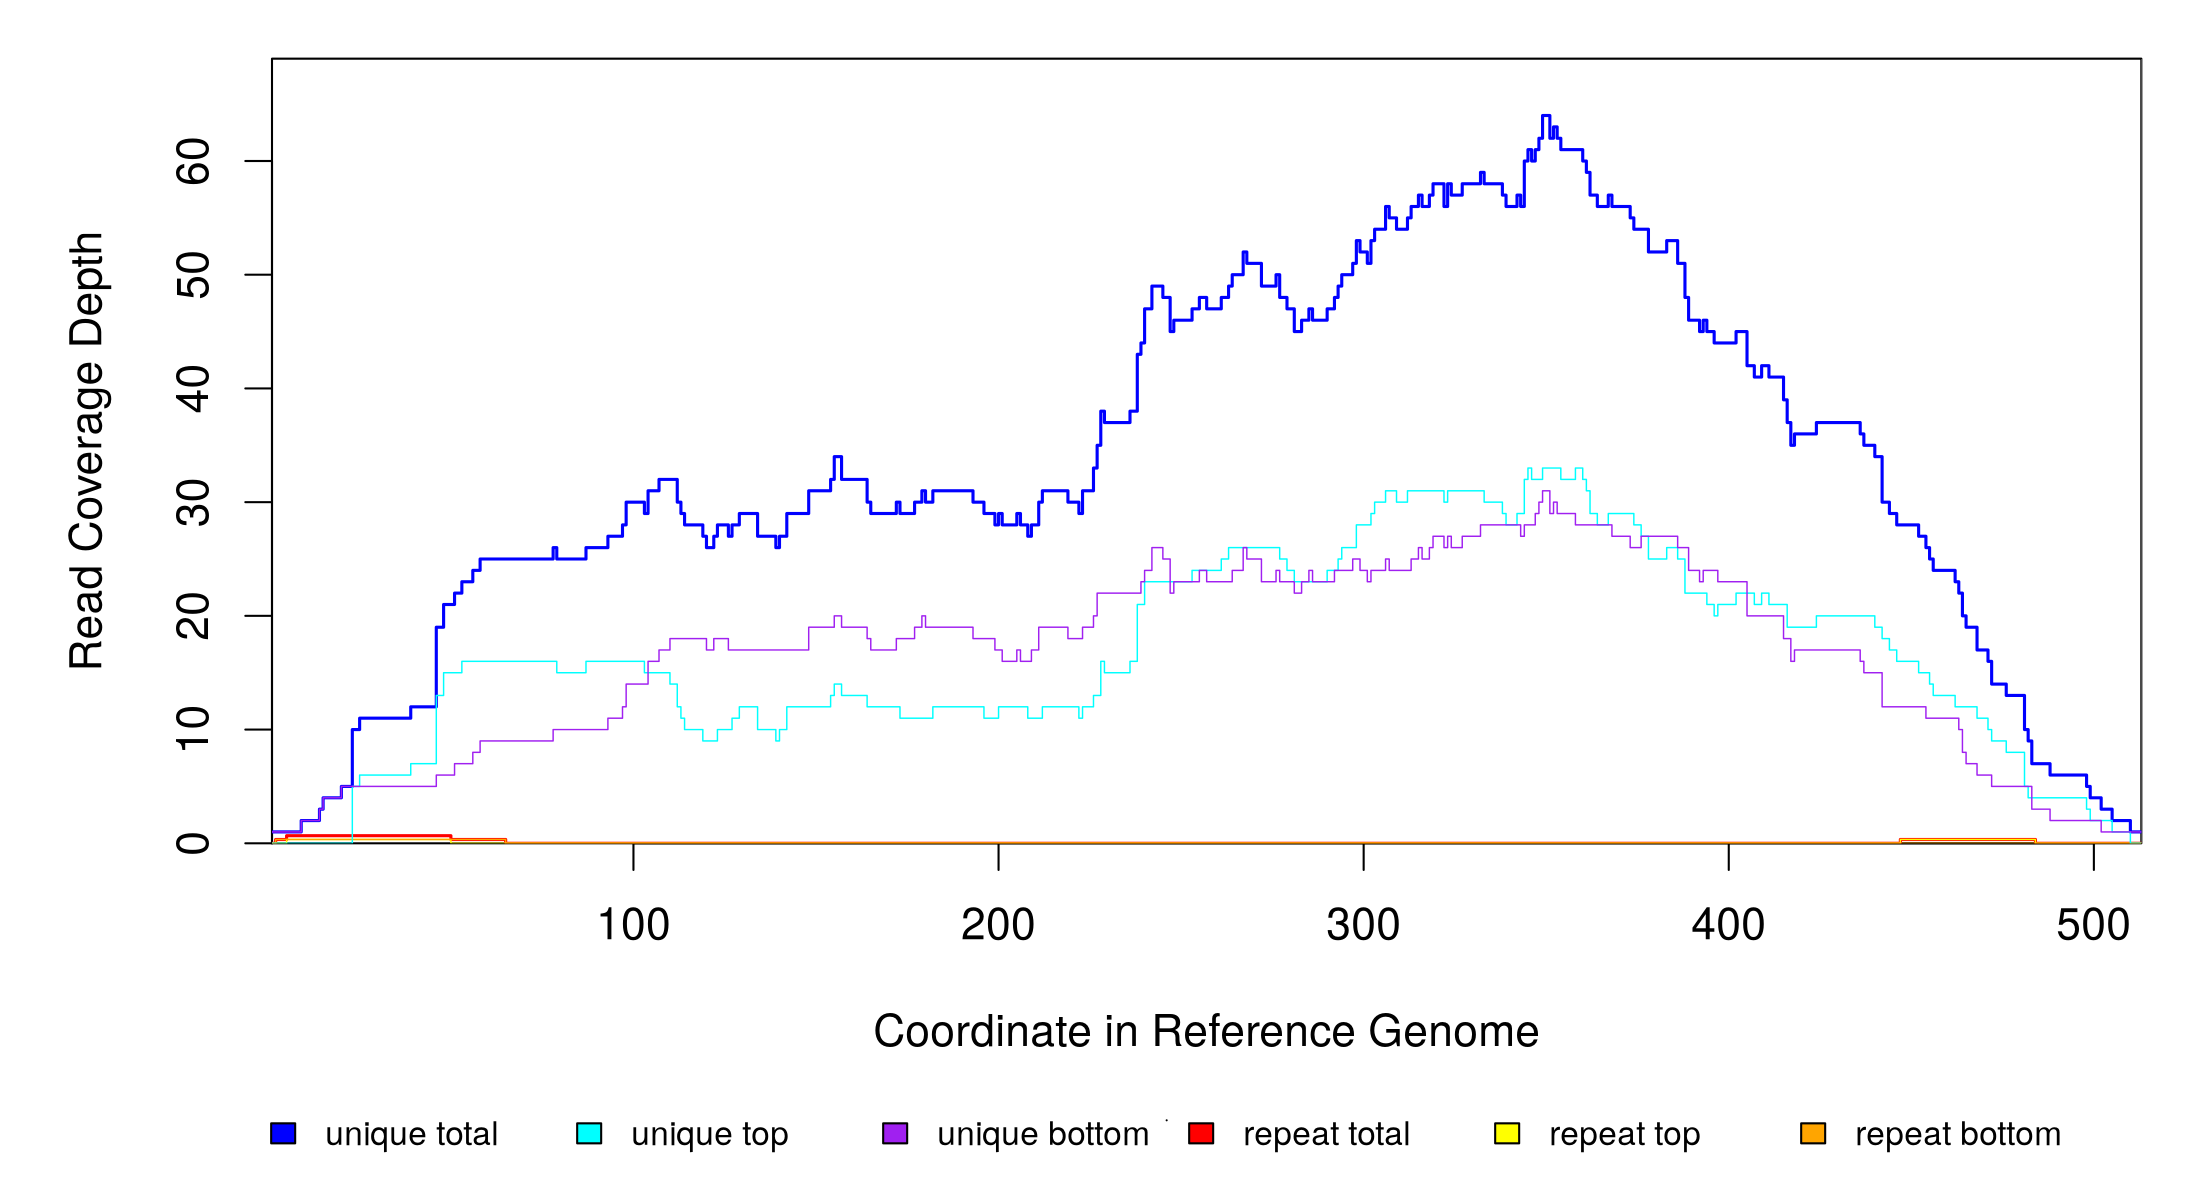 Read Coverage Depth
60
50
40
30
20
10
0
100 200 300 400 500
Coordinate in Reference Genome
unique total unique top unique bottom repeat total repeat top repeat bottom